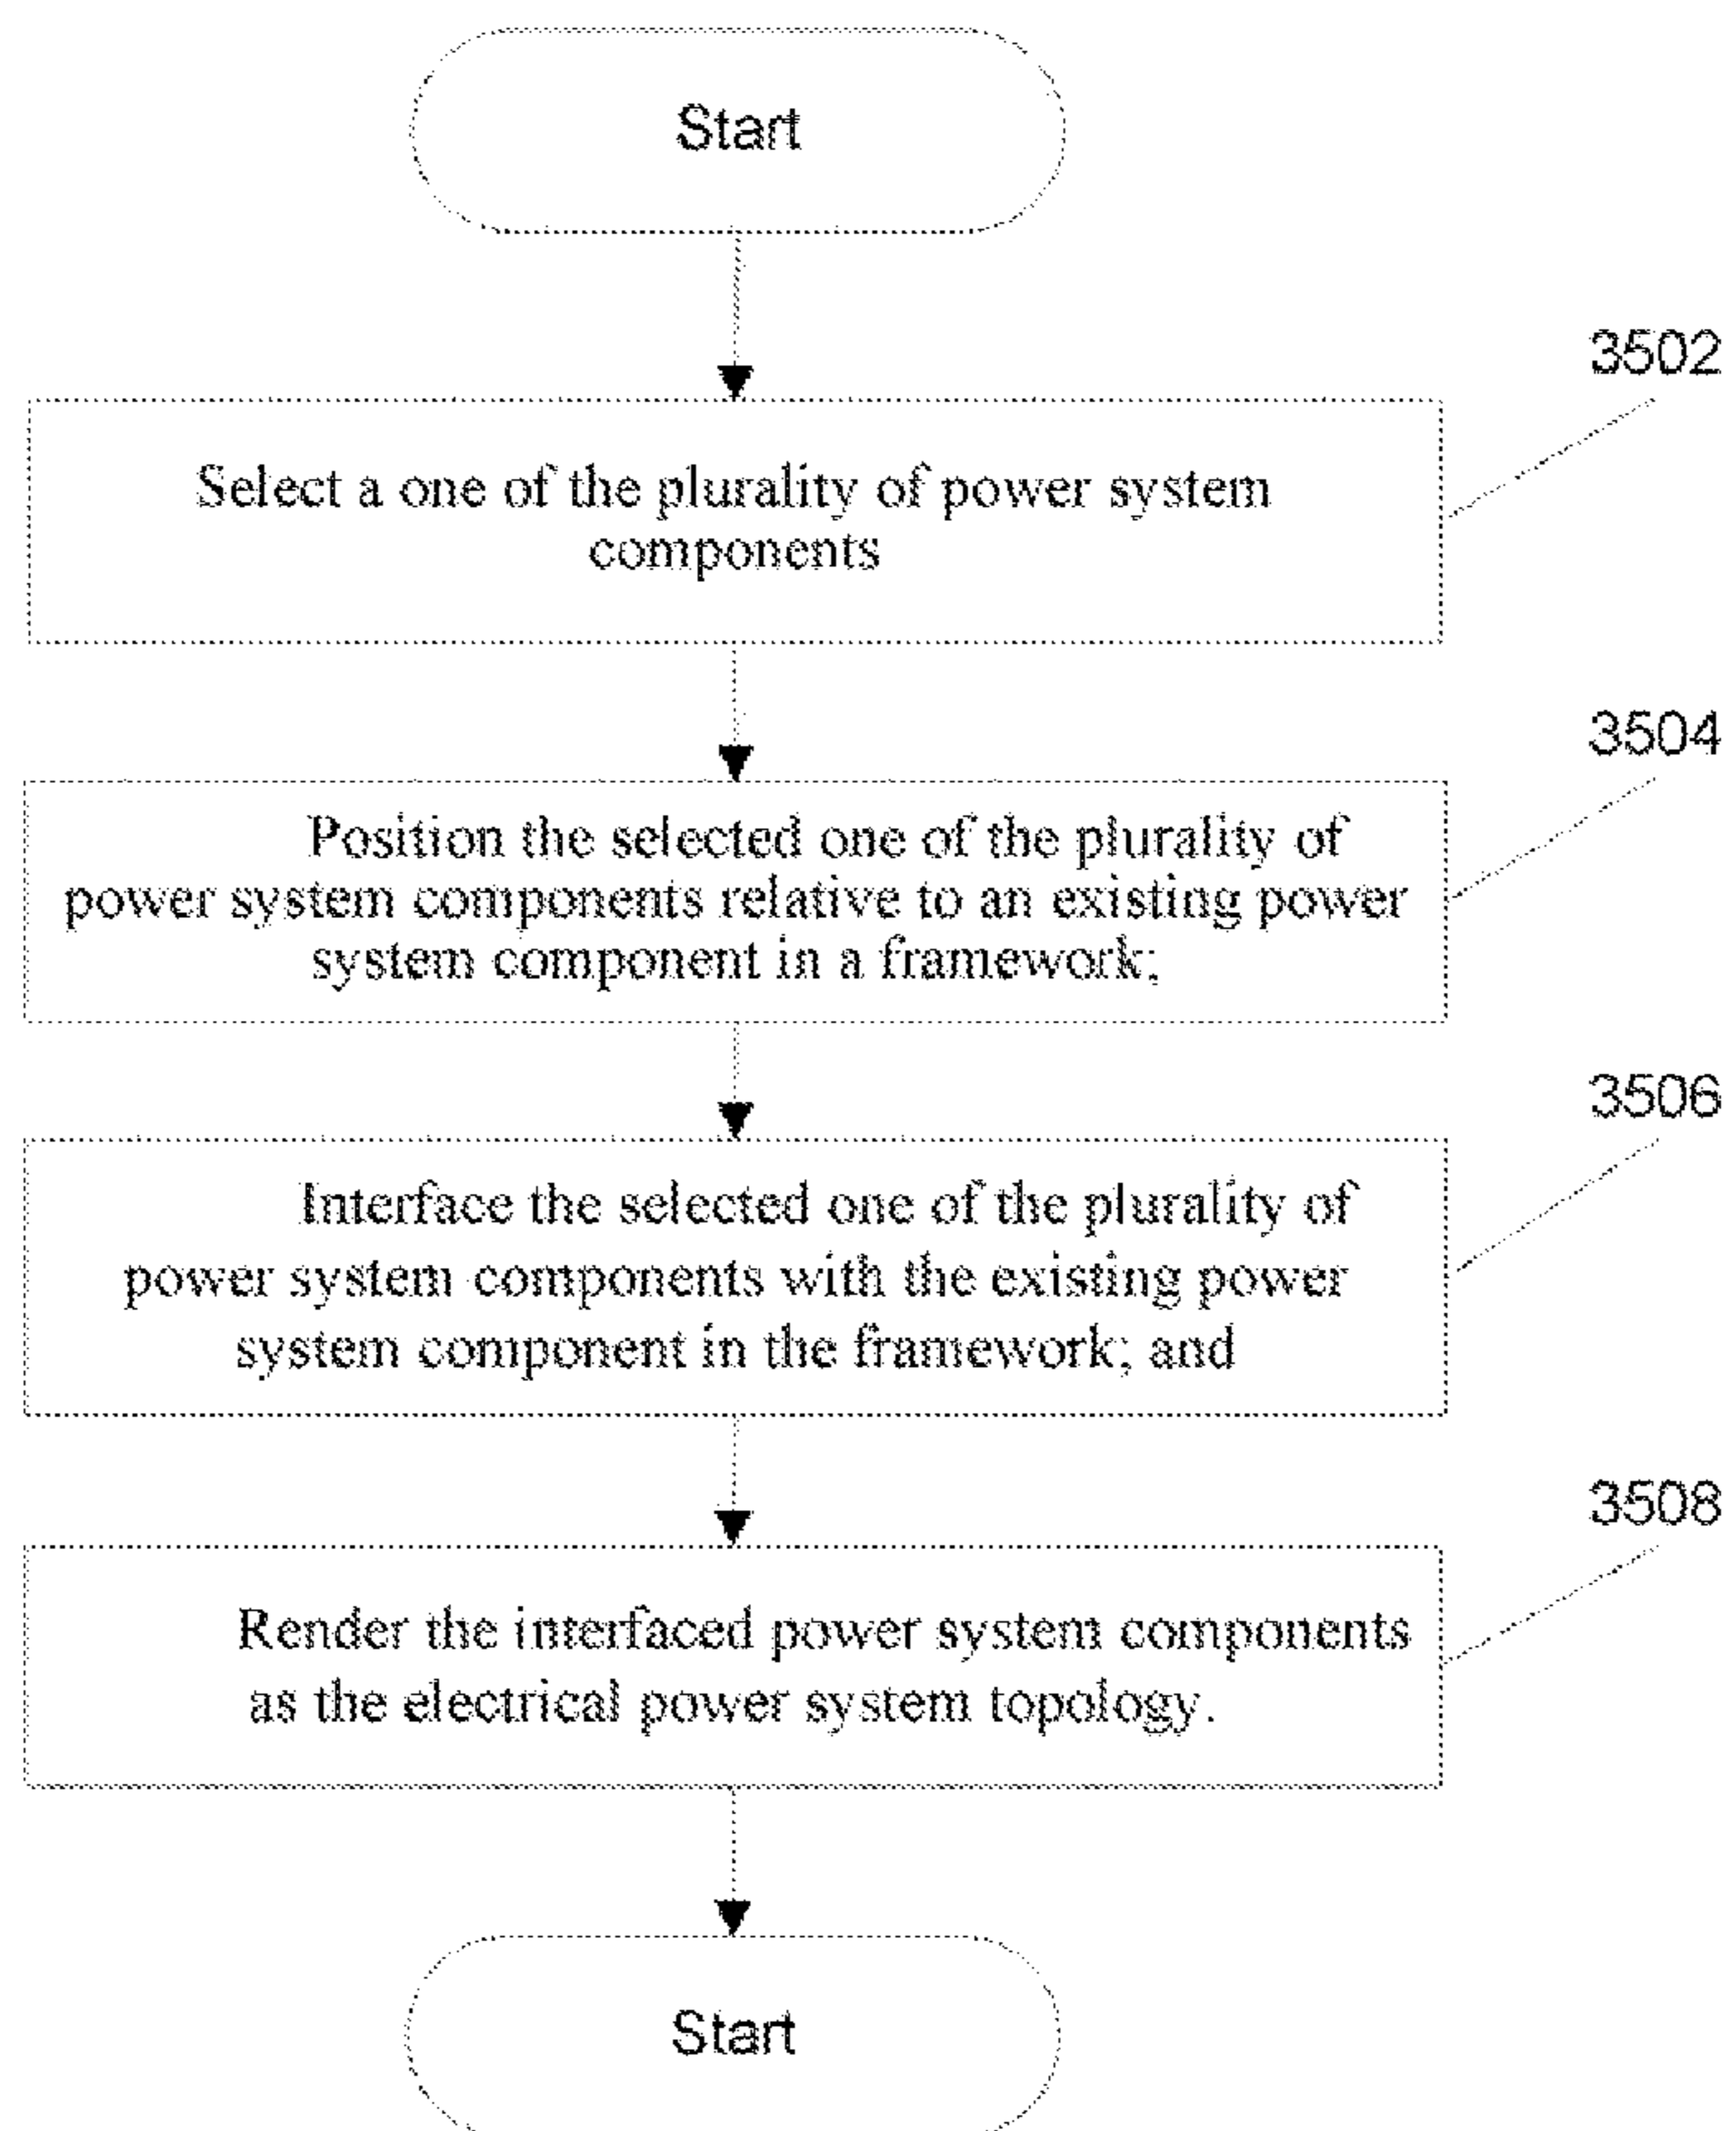 Start
3502
Select a one of the plurality of power system
components
3504
Position the selected one of the plurality of
power system components relative to an existing power
system component in a framework;
3506
Interface the selected one of the plurality of
power system components with the existing power
system component in the framework; and
3508
Render the interfaced power system components
as the electrical power system topology.
Start